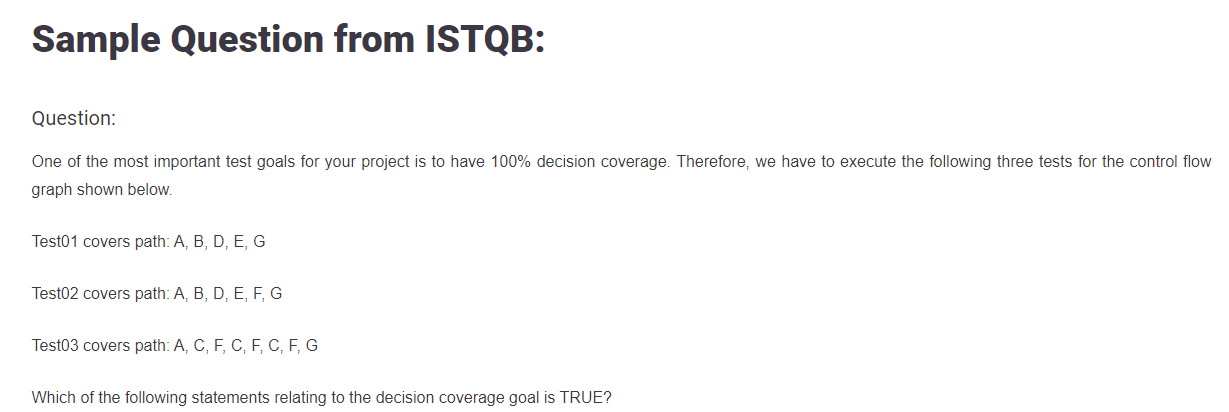 Sample Question from ISTQB:
Question:
One of the most important test goals for your project is to have 100% decision coverage. Therefore, we have to execute the following three tests for the control flow
graph shown below.
Test01 covers path: A, B, D, E, G
Test02 covers path: A, B, D, E, F, G
Test03 covers path: A, C, F, C, F, C, F, G
Which of the following statements relating to the decision coverage goal is TRUE?